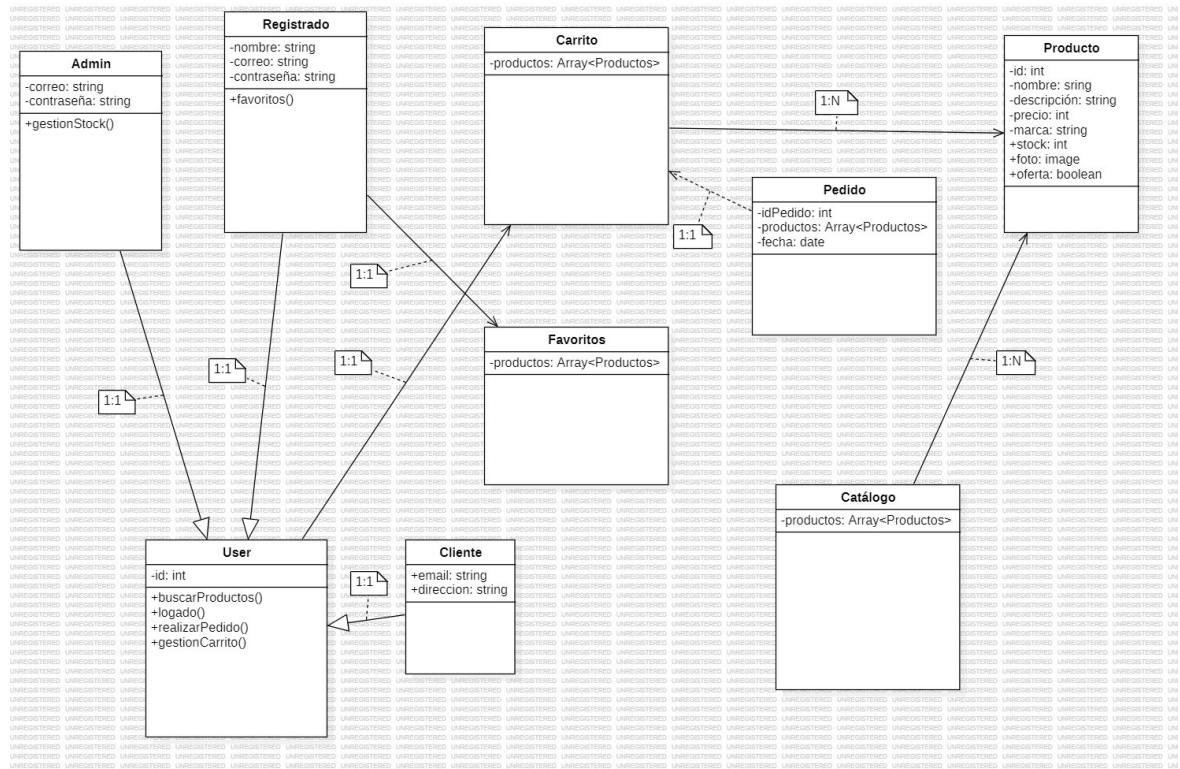 Admin
-correo: string
-contraseña: string
+gestionStock()
Registrado
-nombre: string
-correo: string
-contraseña: string
+favoritos()
Carrito
-productos: Array<Productos>
Producto
-id: int
-nombre: sring
-descripción: string
-precio: int
-marca: string
+stock: int
+foto: image
+oferta: boolean
1:N
Pedido
-idPedido: int
-productos: Array<Productos>
-fecha: date
1:1
1:1
Favoritos
-productos: Array<Productos>
1:1
1:1
1:1
1:N
Catálogo
-productos: Array<Productos>
User
-id: int
+buscarProductos()
+logado()
+realizarPedido()
+gestionCarrito()
1:1
Cliente
+email: string
+direccion: string
UNREGISTERED